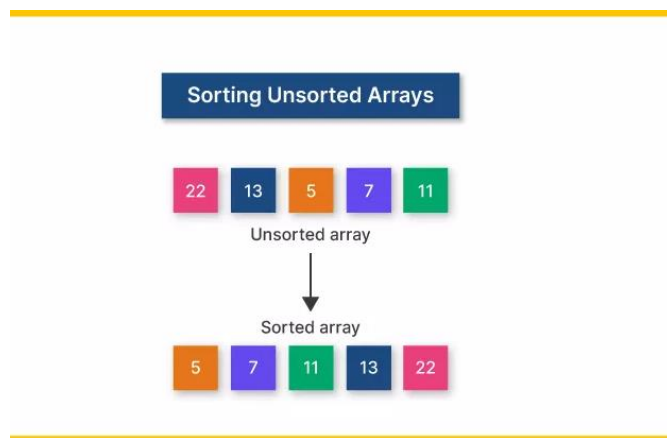 Sorting Unsorted Arrays
22 13 5 7 11
Unsorted array
Sorted array
5 7 11 13 22